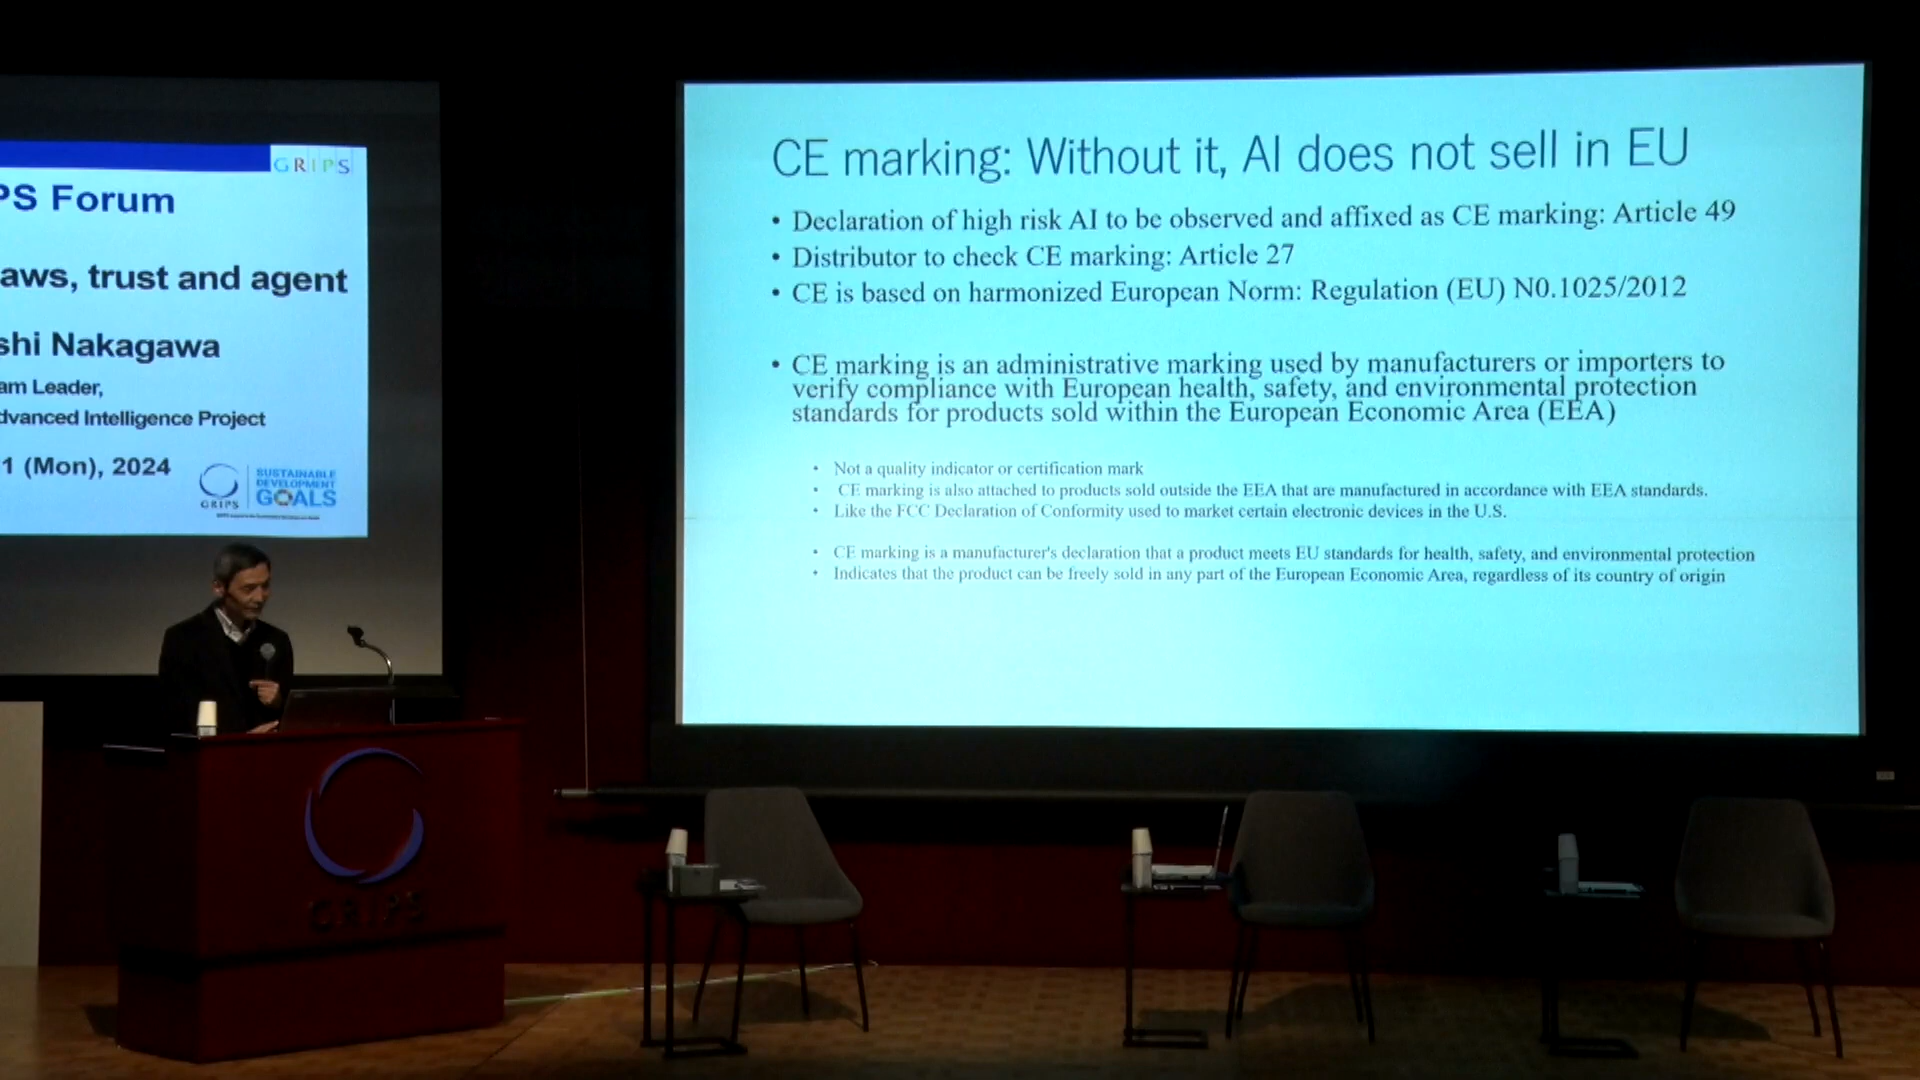 GRIPS
PS Forum
aws, trust and agent
shi Nakagawa
am Leader,
dvanced Intelligence Project
1 (Mon), 2024
GRIPS
SUSTAINABLE
DEVELOPMENT
GOALS
CE marking: Without it, AI does not sell in EU
• Declaration of high risk AI to be observed and affixed as CE marking: Article 49
• Distributor to check CE marking: Article 27
• CE is based on harmonized European Norm: Regulation (EU) N0.1025/2012
• CE marking is an administrative marking used by manufacturers or importers to
verify compliance with European health, safety, and environmental protection
standards for products sold within the European Economic Area (EEA)
• Not a quality indicator or certification mark
• CE marking is also attached to products sold outside the EEA that are manufactured in accordance with EEA standards.
• Like the FCC Declaration of Conformity used to market certain electronic devices in the U.S.
• CE marking is a manufacturer's declaration that a product meets EU standards for health, safety, and environmental protection
• Indicates that the product can be freely sold in any part of the European Economic Area, regardless of its country of origin
GRIPS